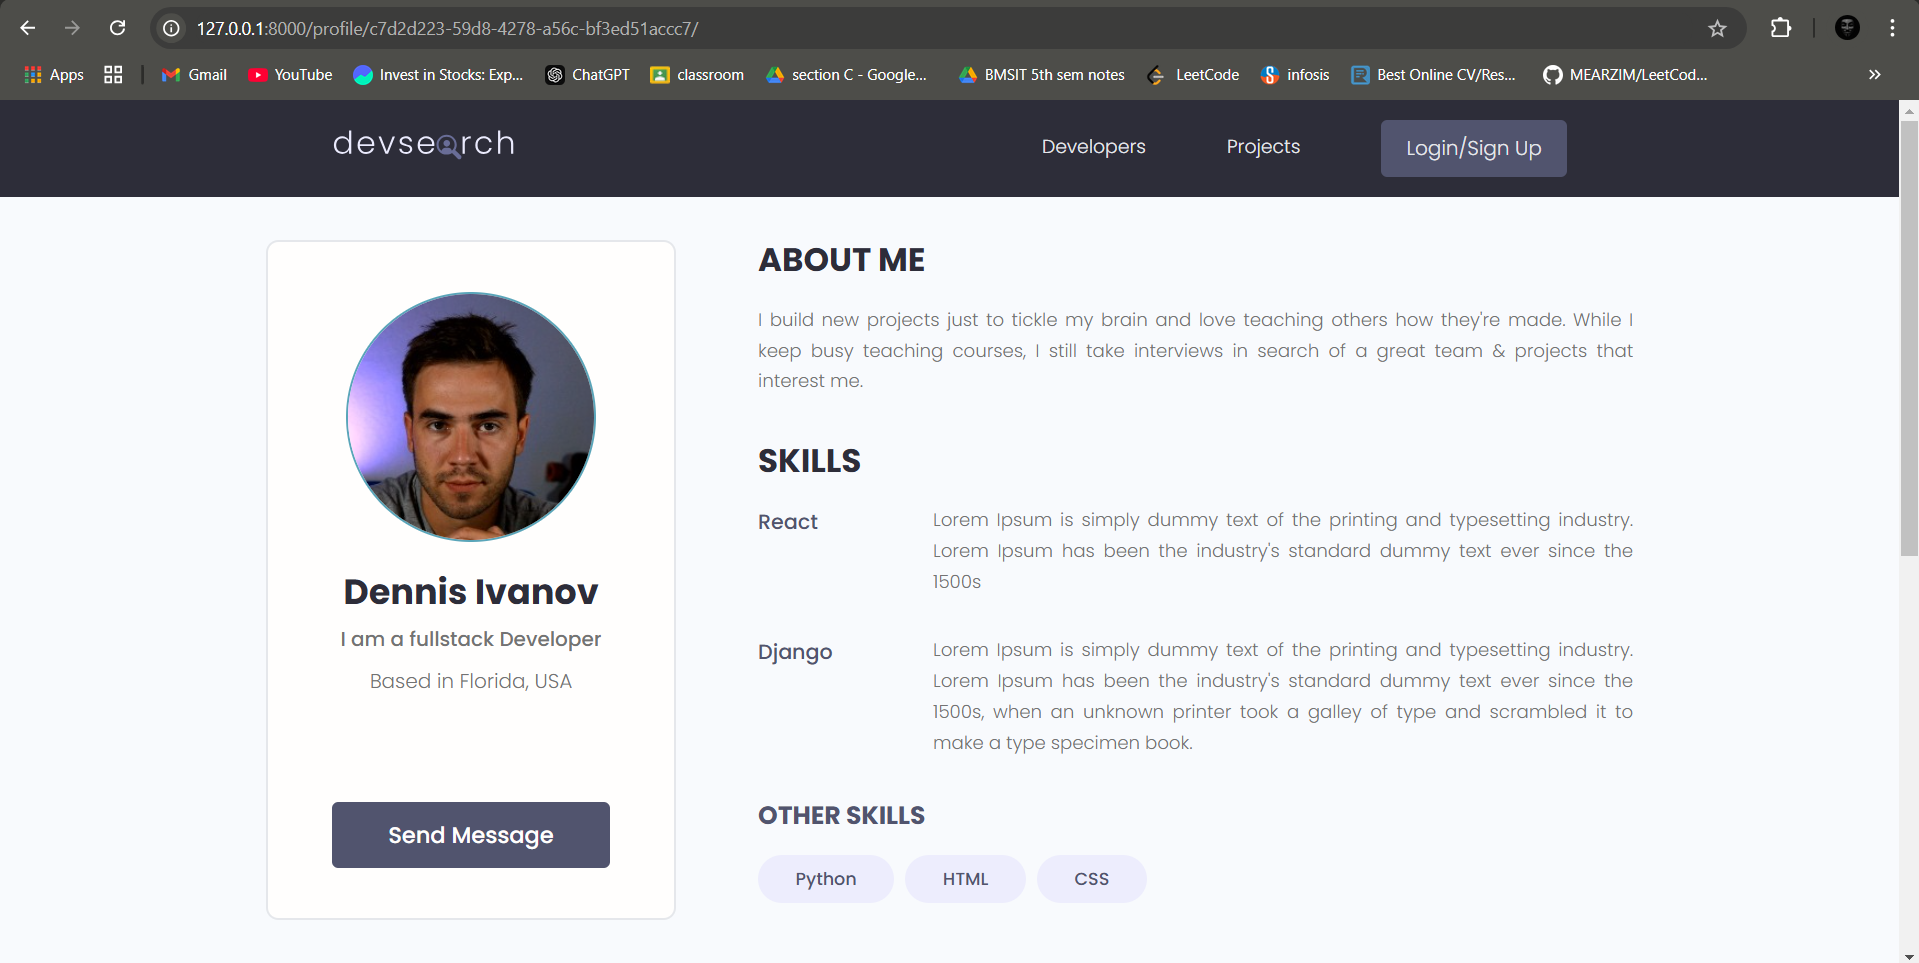 127.0.0.1:8000/profile/c7d2d223-59d8-4278-a56c-bf3ed51accc7/
Apps Gmail YouTube Invest in Stocks: Exp... ChatGPT classroom section C - Google... BMSIT 5th sem notes LeetCode infosis Best Online CV/Res... MEARZIM/LeetCod... »
devsearch Developers Projects Login/Sign Up
Dennis Ivanov
I am a fullstack Developer
Based in Florida, USA
Send Message
ABOUT ME
I build new projects just to tickle my brain and love teaching others how they're made. While I
keep busy teaching courses, I still take interviews in search of a great team & projects that
interest me.
SKILLS
React
Lorem Ipsum is simply dummy text of the printing and typesetting industry.
Lorem Ipsum has been the industry's standard dummy text ever since the
1500s
Django
Lorem Ipsum is simply dummy text of the printing and typesetting industry.
Lorem Ipsum has been the industry's standard dummy text ever since the
1500s, when an unknown printer took a galley of type and scrambled it to
make a type specimen book.
OTHER SKILLS
Python HTML CSS